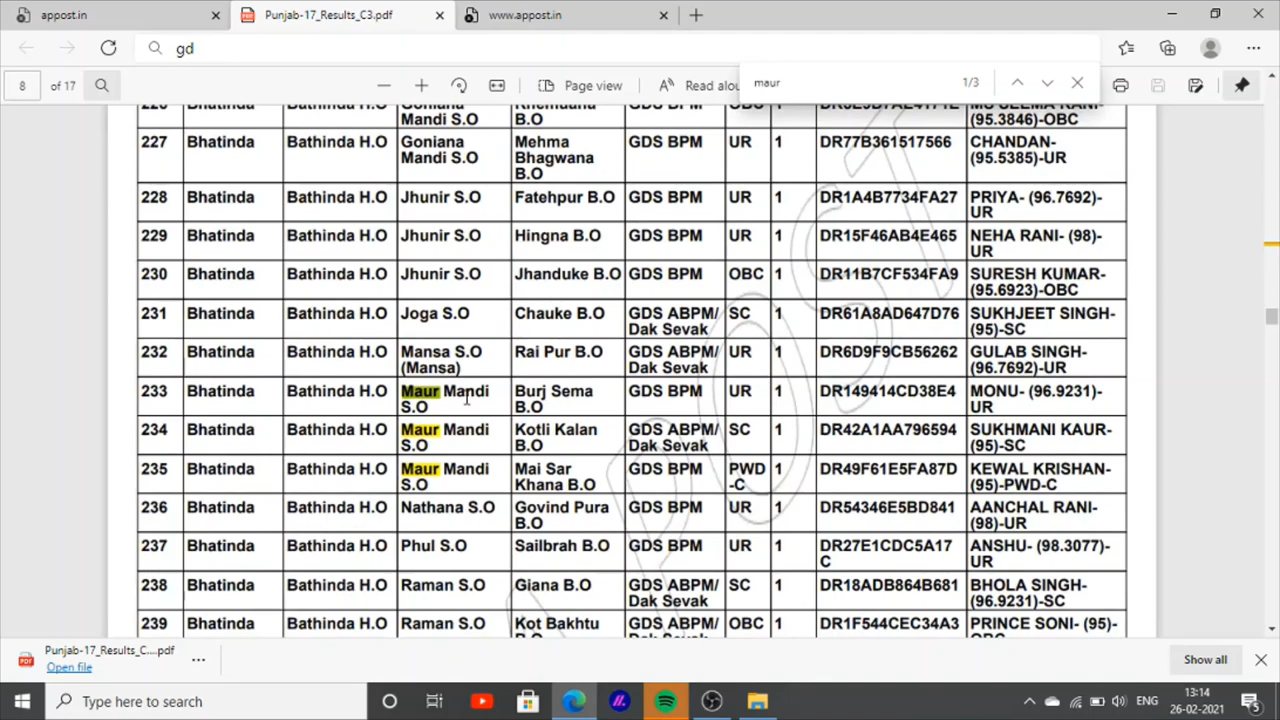 appost.in
Punjab-17_Results_C3.pdf
www.appost.in
gd
8 of 17
Page view
Read alou
maur
1/3
Mandi S.O B.O (95.3846)-OBC
227 Bhatinda Bathinda H.O Goniana Mehma GDS BPM UR 1 DR77B361517566 CHANDAN-
Mandi S.O Bhagwana (95.5385)-UR
B.O
228 Bhatinda Bathinda H.O Jhunir S.O Fatehpur B.O GDS BPM UR 1 DR1A4B7734FA27 PRIYA- (96.7692)-
UR
229 Bhatinda Bathinda H.O Jhunir S.O Hingna B.O GDS BPM UR 1 DR15F46AB4E465 NEHA RANI- (98)-
UR
230 Bhatinda Bathinda H.O Jhunir S.O Jhanduke B.O GDS BPM OBC 1 DR11B7CF534FA9 SURESH KUMAR-
(95.6923)-OBC
231 Bhatinda Bathinda H.O Joga S.O Chauke B.O GDS ABPM/ SC 1 DR61A8AD647D76 SUKHJEET SINGH-
Dak Sevak (95)-SC
232 Bhatinda Bathinda H.O Mansa S.O Rai Pur B.O GDS ABPM/ UR 1 DR6D9F9CB56262 GULAB SINGH-
(Mansa) Dak Sevak (96.7692)-UR
233 Bhatinda Bathinda H.O Maur Mandi Burj Sema GDS BPM UR 1 DR149414CD38E4 MONU- (96.9231)-
S.O B.O UR
234 Bhatinda Bathinda H.O Maur Mandi Kotli Kalan GDS ABPM/ SC 1 DR42A1AA796594 SUKHMANI KAUR-
S.O B.O Dak Sevak (95)-SC
235 Bhatinda Bathinda H.O Maur Mandi Mai Sar GDS BPM PWD 1 DR49F61E5FA87D KEWAL KRISHAN-
S.O Khana B.O -C (95)-PWD-C
236 Bhatinda Bathinda H.O Nathana S.O Govind Pura GDS BPM UR 1 DR54346E5BD841 AANCHAL RANI-
B.O (98)-UR
237 Bhatinda Bathinda H.O Phul S.O Sailbrah B.O GDS BPM UR 1 DR27E1CDC5A17 ANSHU- (98.3077)-
C UR
238 Bhatinda Bathinda H.O Raman S.O Giana B.O GDS ABPM/ SC 1 DR18ADB864B681 BHOLA SINGH-
Dak Sevak (96.9231)-SC
239 Bhatinda Bathinda H.O Raman S.O Kot Bakhtu GDS ABPM/ OBC 1 DR1F544CEC34A3 PRINCE SONI- (95)-
Punjab-17_Results_C....pdf
Open file
Show all
Type here to search
ENG
13:14
26-02-2021
5